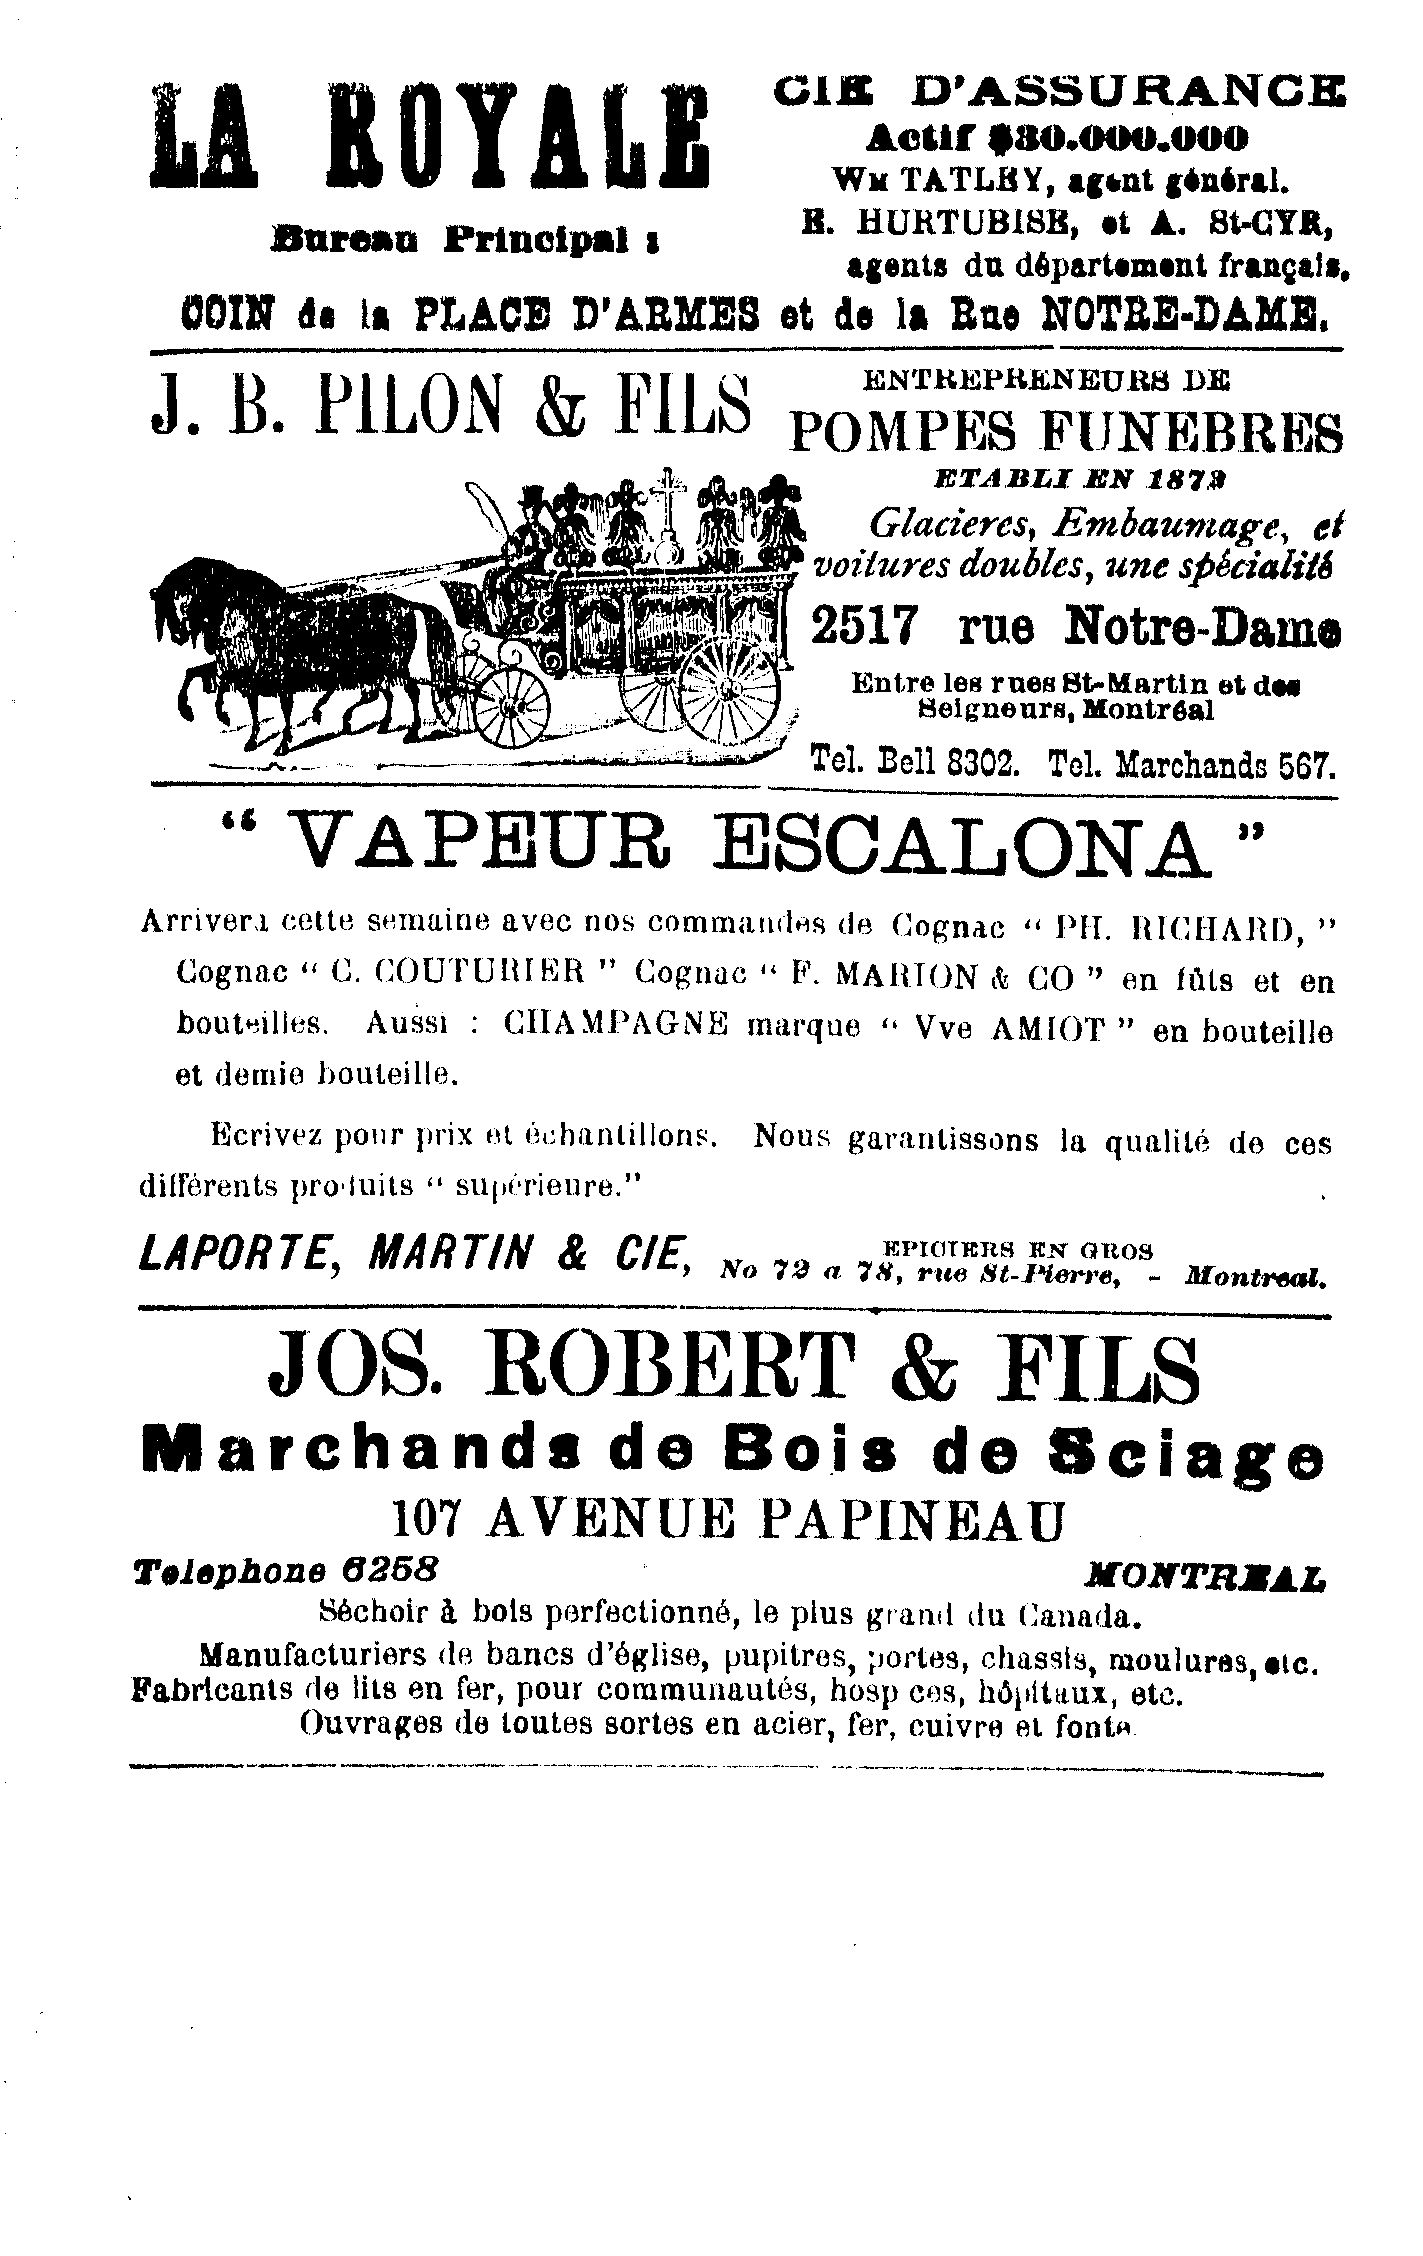 LA ROYALE
CIE D'ASSURANCE
Actif $30.000.000
WM TATLEY, agent général.
E. HURTUBISE, et A. St-CYR,
agents du département français.
Bureau Principal :
COIN de la PLACE D'ARMES et de la Rue NOTRE-DAME.
J. B. PILON & FILS
ENTREPRENEURS DE
POMPES FUNEBRES
ETABLI EN
Glacieres, Embaumage, et
voitures doubles, une spécialité
2517 rue Notre-Dame
Entre les rues St-Martin et des
Seigneurs, Montréal
Tel. Bell 8302. Tel. Marchands 567.
“ VAPEUR ESCALONA ”
Arrivera cette semaine avec nos commandes de Cognac “ PH. RICHARD, ”
Cognac “ C. COUTURIER ” Cognac “ F. MARION & CO ” en fûts et en
bouteilles. Aussi : CHAMPAGNE marque “ Vve AMIOT ” en bouteille
et demie bouteille.
Ecrivez pour prix et échantillons. Nous garantissons la qualité de ces
différents produits “ supérieure.”
LAPORTE, MARTIN & CIE,
EPICIERS EN GROS
No 72 a 78, rue St-Pierre, - Montreal.
JOS. ROBERT & FILS
Marchands de Bois de Sciage
107 AVENUE PAPINEAU
Telephone 6258 MONTREAL
Séchoir à bois perfectionné, le plus grand du Canada.
Manufacturiers de bancs d'église, pupitres, portes, chassis, moulures, etc.
Fabricants de lits en fer, pour communautés, hosp ces, hôpitaux, etc.
Ouvrages de toutes sortes en acier, fer, cuivre et fonte